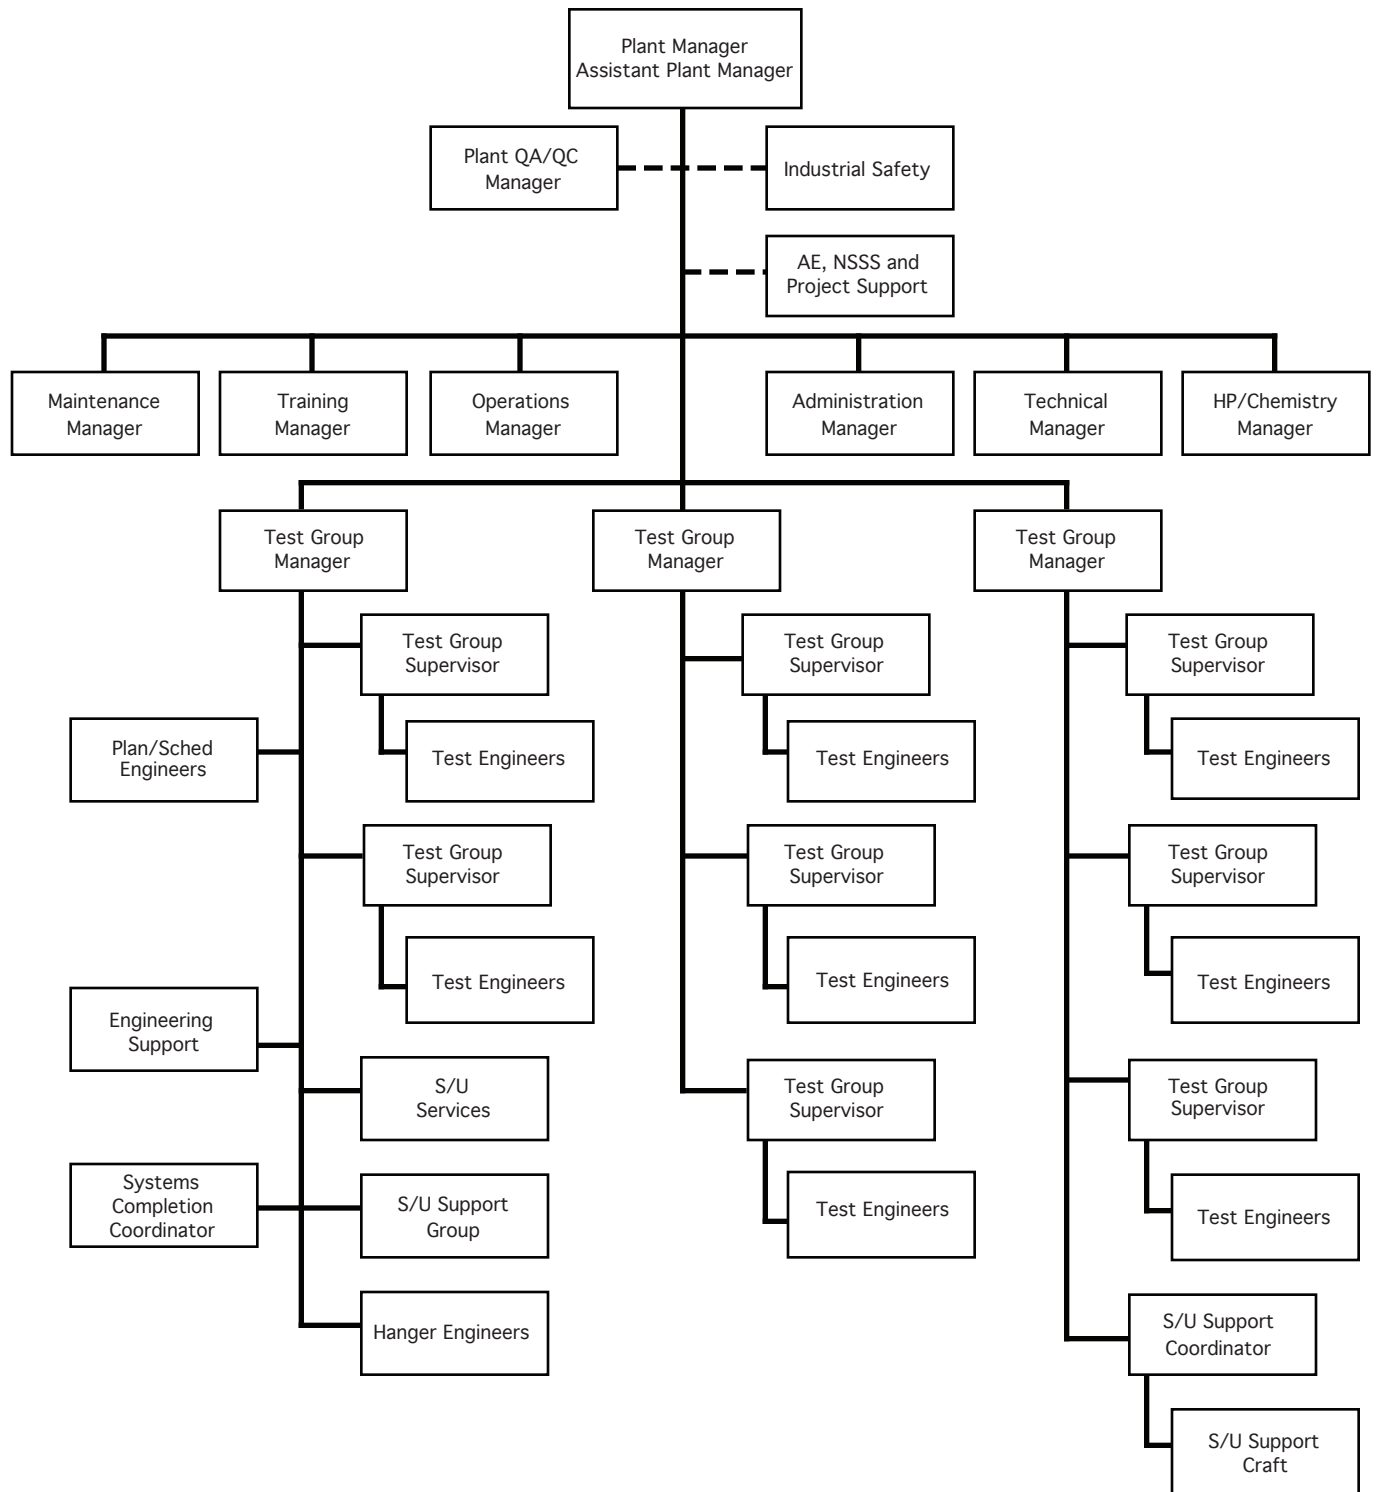 Plant Manager
Assistant Plant Manager
Plant QA/QC
Manager
Industrial Safety
AE, NSSS and
Project Support
Maintenance
Manager
Training
Manager
Operations
Manager
Administration
Manager
Technical
Manager
HP/Chemistry
Manager
Test Group
Manager
Test Group
Manager
Test Group
Manager
Test Group
Supervisor
Test Group
Supervisor
Test Group
Supervisor
Plan/Sched
Engineers
Test Engineers
Test Engineers
Test Engineers
Test Group
Supervisor
Test Group
Supervisor
Test Group
Supervisor
Test Engineers
Test Engineers
Test Engineers
Engineering
Support
S/U
Services
Test Group
Supervisor
Test Group
Supervisor
Systems
Completion
Coordinator
S/U Support
Group
Test Engineers
Test Engineers
Hanger Engineers
S/U Support
Coordinator
S/U Support
Craft